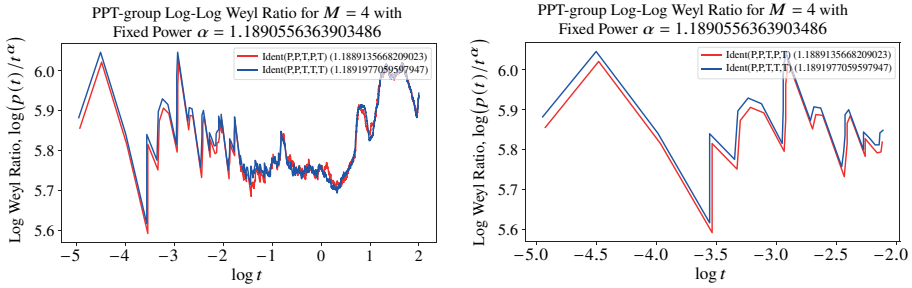 PPT-group Log-Log Weyl Ratio for M = 4 with
Fixed Power α = 1.1890556363903486
Ident(P,P,T,P,T) (1.1889135668209023)
Ident(P,P,T,T,T) (1.1891977059597947)
Log Weyl Ratio, log(p(t)/t^α)
6.0
5.9
5.8
5.7
5.6
−5 −4 −3 −2 −1 0 1 2
log t
PPT-group Log-Log Weyl Ratio for M = 4 with
Fixed Power α = 1.1890556363903486
Ident(P,P,T,P,T) (1.1889135668209023)
Ident(P,P,T,T,T) (1.1891977059597947)
Log Weyl Ratio, log(p(t)/t^α)
6.0
5.9
5.8
5.7
5.6
−5.0 −4.5 −4.0 −3.5 −3.0 −2.5 −2.0
log t